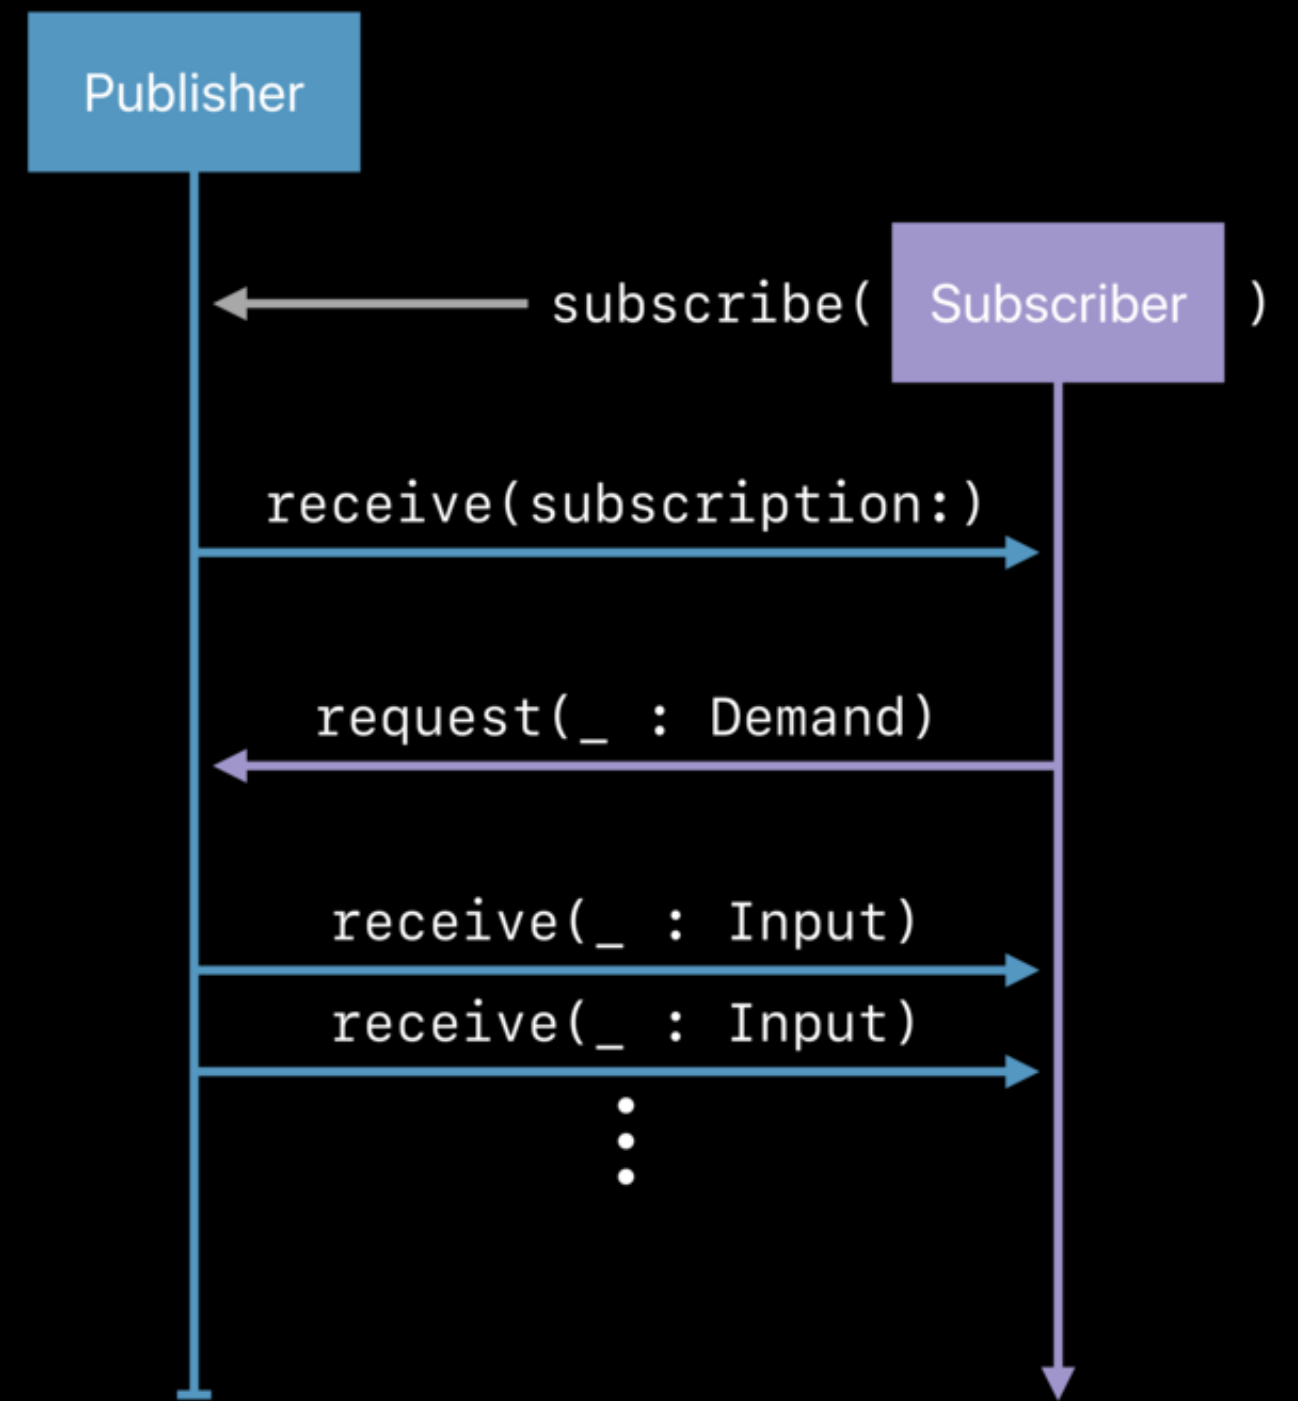 Publisher
subscribe( Subscriber )
receive(subscription:)
request(_ : Demand)
receive(_ : Input)
receive(_ : Input)